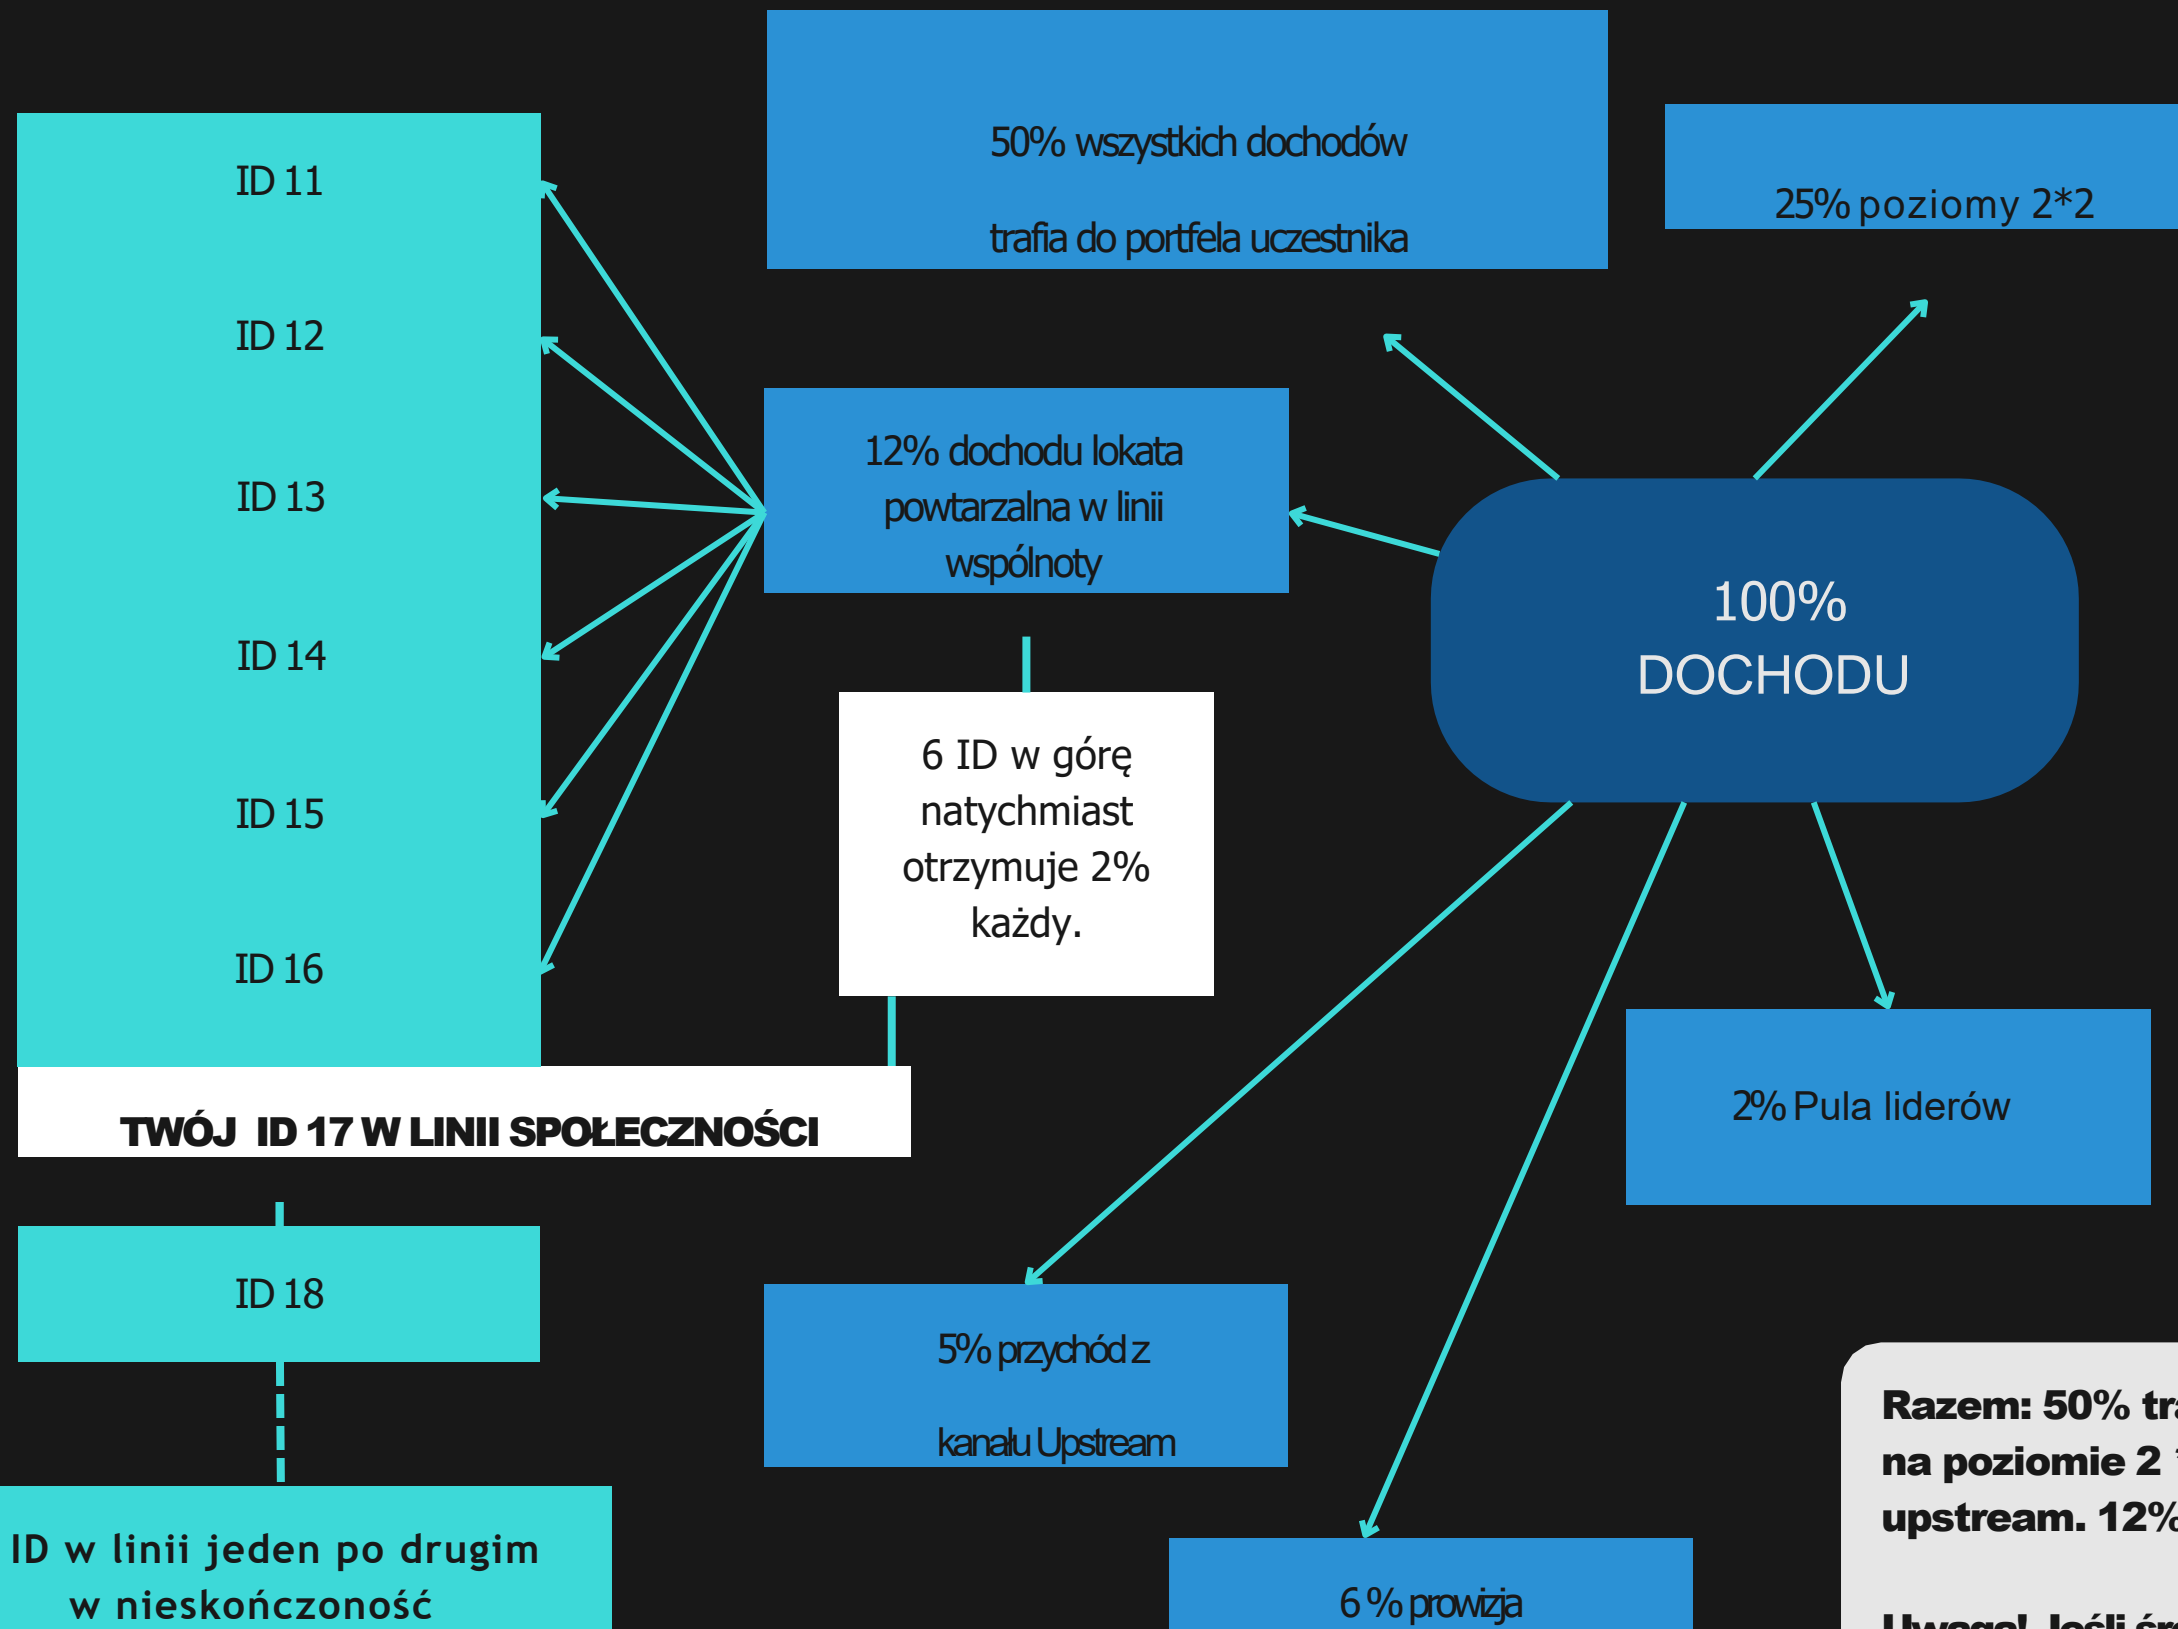 50% wszystkich dochodów
trafia do portfela uczestnika
25% poziomy 2*2
ID 11
ID 12
ID 13
ID 14
ID 15
ID 16
12% dochodu lokata
powtarzalna w linii
wspólnoty
100%
DOCHODU
6 ID w górę
natychmiast
otrzymuje 2%
każdy.
TWÓJ ID 17 W LINII SPOŁECZNOŚCI
2% Pula liderów
ID 18
5% przychód z
kanału Upstream
ID w linii jeden po drugim
w nieskończoność
6 % prowizja
Razem: 50%
na poziomie 2
upstream. 12%
Uwaga! Jeśli